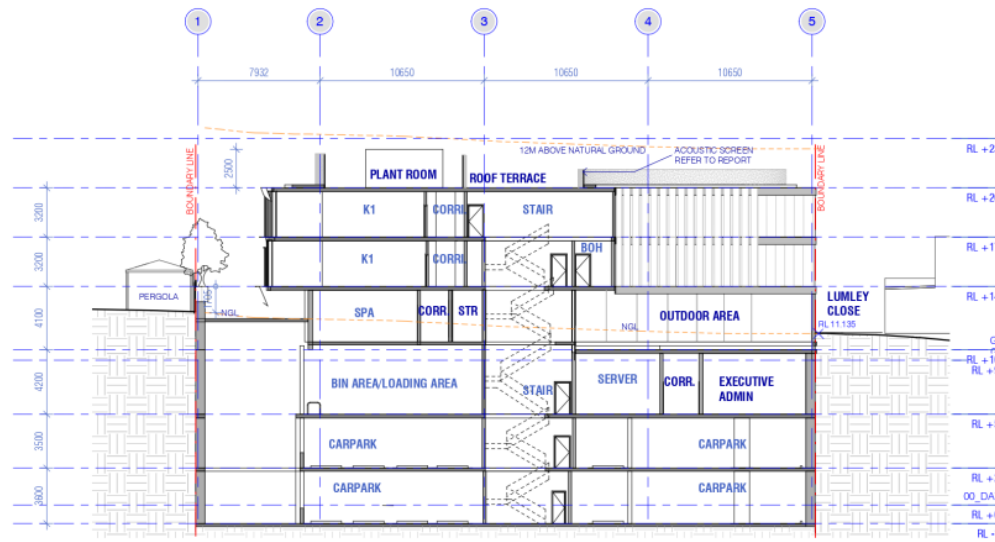 1
2
3
4
5
7932
10650
10650
10650
12M ABOVE NATURAL GROUND
ACOUSTIC SCREEN
REFER TO REPORT
BOUNDARY LINE
BOUNDARY LINE
2500
PLANT ROOM
ROOF TERRACE
3200
K1
CORRI.
STAIR
3200
K1
CORRI.
BOH
PERGOLA
NGL
4100
SPA
CORR.
STR
OUTDOOR AREA
NGL
LUMLEY
CLOSE
RL 11.135
4200
BIN AREA/LOADING AREA
STAIR
SERVER
CORR.
EXECUTIVE
ADMIN
3500
CARPARK
CARPARK
3600
CARPARK
CARPARK
00_DA